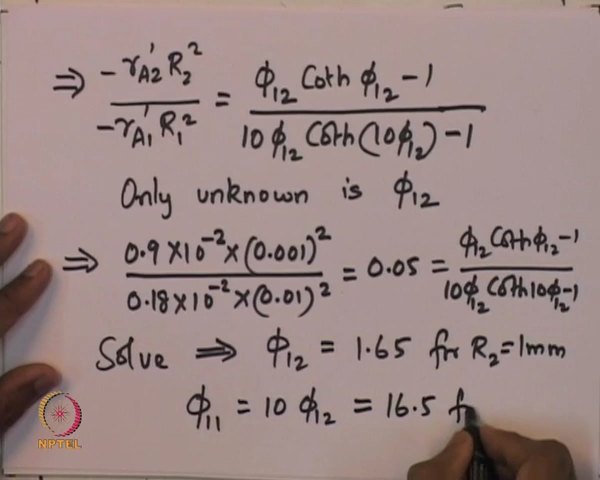 ⇒ -r'A2 R2² / -r'A1 R1² = ϕ12 Coth ϕ12 - 1 / 10 ϕ12 Coth(10ϕ12) - 1
Only unknown is ϕ12
⇒ 0.9 × 10⁻² × (0.001)² / 0.18 × 10⁻² × (0.01)² = 0.05 = ϕ12 Coth ϕ12 - 1 / 10ϕ12 Coth 10ϕ12 - 1
Solve ⇒ ϕ12 = 1.65 for R2 = 1mm
ϕ11 = 10 ϕ12 = 16.5 f
NPTEL